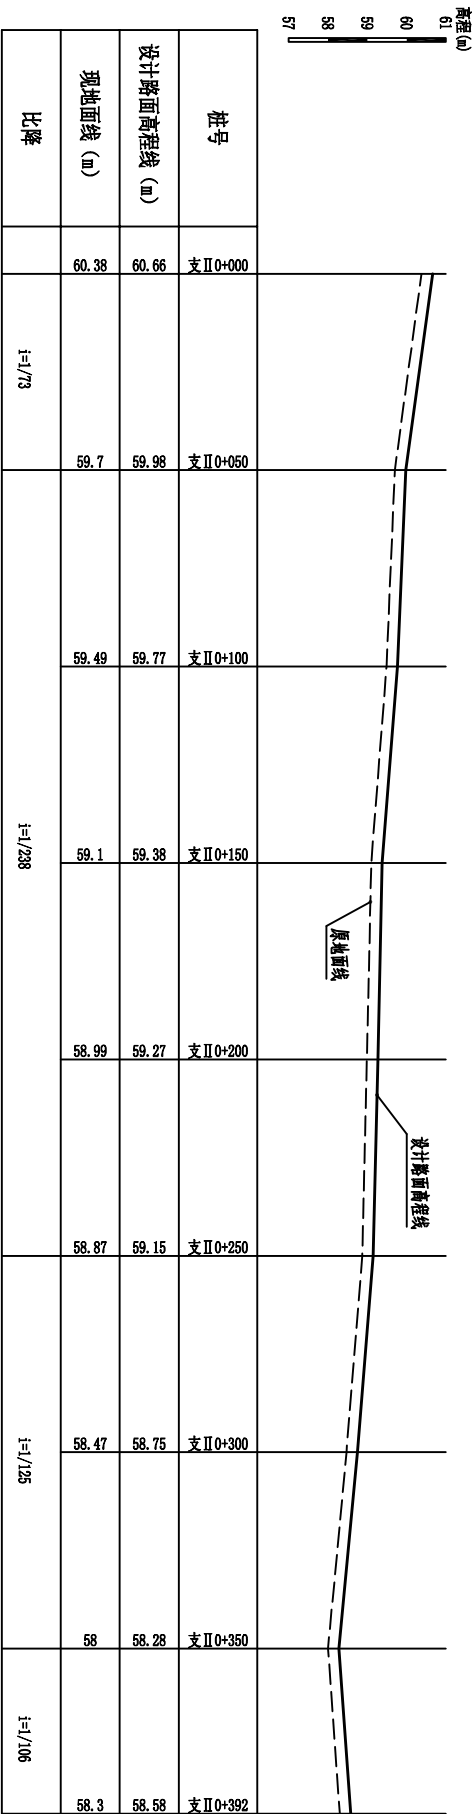 高程(m)
61
60
59
58
57
原地面线
设计路面高程线
桩号 支Ⅱ0+000 支Ⅱ0+050 支Ⅱ0+100 支Ⅱ0+150 支Ⅱ0+200 支Ⅱ0+250 支Ⅱ0+300 支Ⅱ0+350 支Ⅱ0+392
设计路面高程线(m) 60.66 59.98 59.77 59.38 59.27 59.15 58.75 58.28 58.58
现地面线(m) 60.38 59.7 59.49 59.1 58.99 58.87 58.47 58 58.3
比降 i=1/73 i=1/238 i=1/125 i=1/106